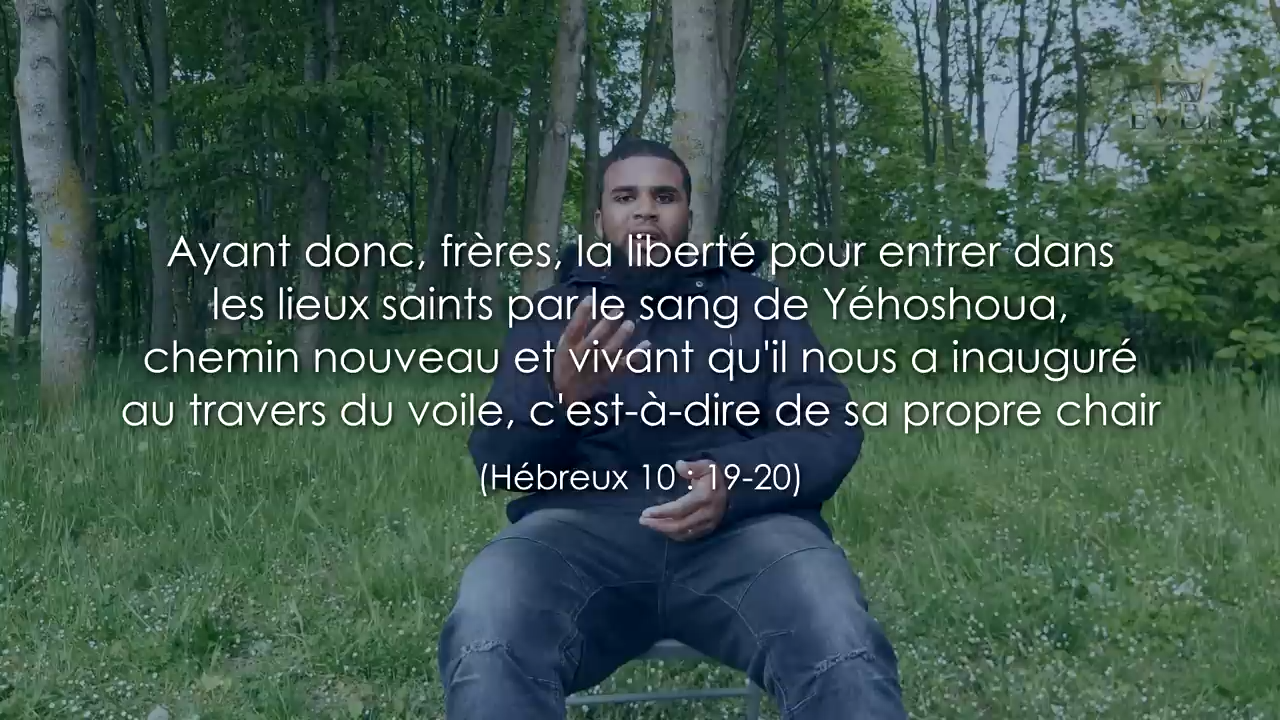 EVEN
Ayant donc, frères, la liberté pour entrer dans
les lieux saints par le sang de Yéhoshoua,
chemin nouveau et vivant qu'il nous a inauguré
au travers du voile, c'est-à-dire de sa propre chair
(Hébreux 10 : 19-20)